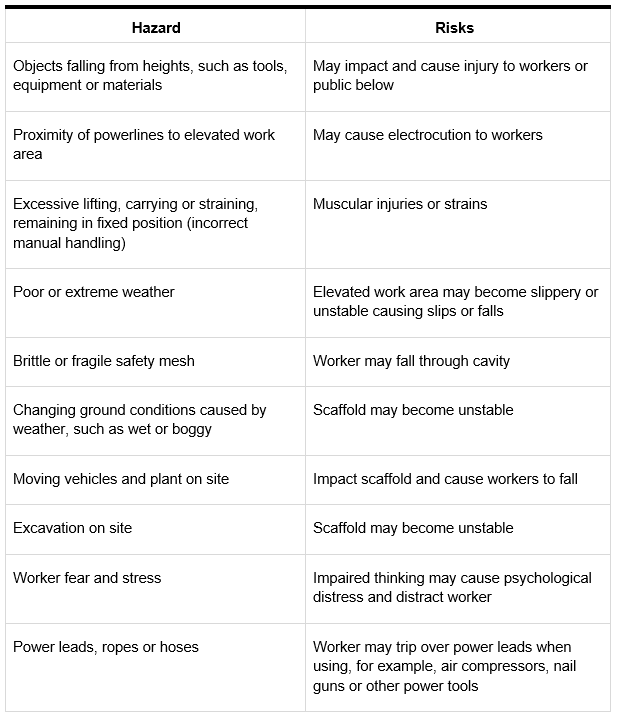 Hazard
Risks
Objects falling from heights, such as tools,
equipment or materials
May impact and cause injury to workers or
public below
Proximity of powerlines to elevated work
area
May cause electrocution to workers
Excessive lifting, carrying or straining,
remaining in fixed position (incorrect
manual handling)
Muscular injuries or strains
Poor or extreme weather
Elevated work area may become slippery or
unstable causing slips or falls
Brittle or fragile safety mesh
Worker may fall through cavity
Changing ground conditions caused by
weather, such as wet or boggy
Scaffold may become unstable
Moving vehicles and plant on site
Impact scaffold and cause workers to fall
Excavation on site
Scaffold may become unstable
Worker fear and stress
Impaired thinking may cause psychological
distress and distract worker
Power leads, ropes or hoses
Worker may trip over power leads when
using, for example, air compressors, nail
guns or other power tools